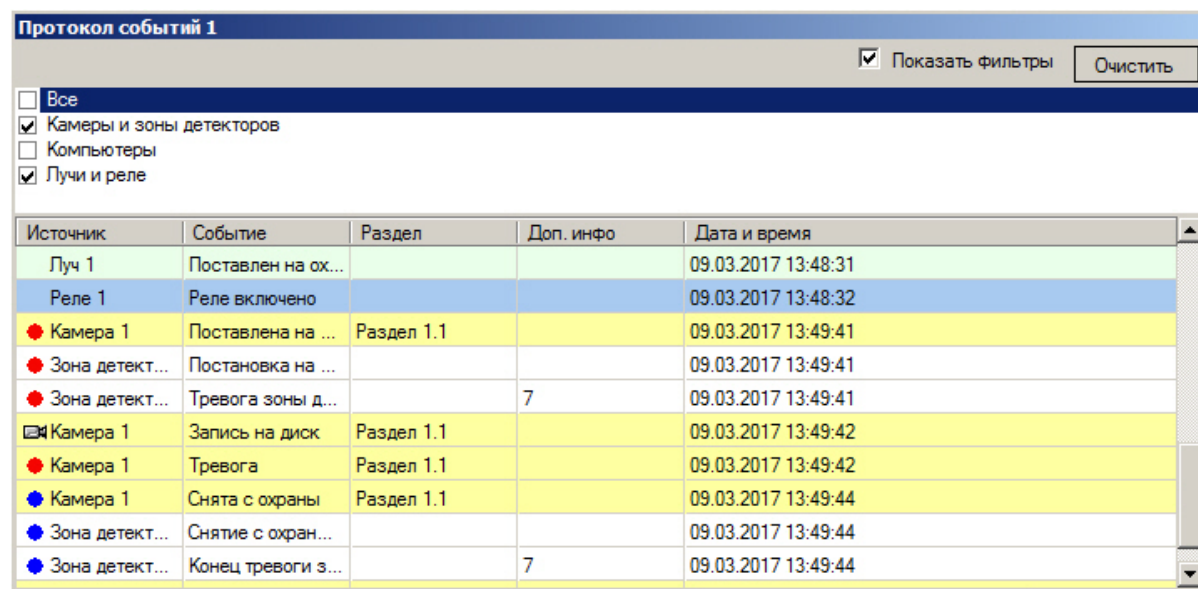 Протокол событий 1
Показать фильтры Очистить
Все
Камеры и зоны детекторов
Компьютеры
Лучи и реле
Источник Событие Раздел Доп. инфо Дата и время
Луч 1 Поставлен на ох... 09.03.2017 13:48:31
Реле 1 Реле включено 09.03.2017 13:48:32
Камера 1 Поставлена на ... Раздел 1.1 09.03.2017 13:49:41
Зона детект... Постановка на ... 09.03.2017 13:49:41
Зона детект... Тревога зоны д... 7 09.03.2017 13:49:41
Камера 1 Запись на диск Раздел 1.1 09.03.2017 13:49:42
Камера 1 Тревога Раздел 1.1 09.03.2017 13:49:42
Камера 1 Снята с охраны Раздел 1.1 09.03.2017 13:49:44
Зона детект... Снятие с охран... 09.03.2017 13:49:44
Зона детект... Конец тревоги з... 7 09.03.2017 13:49:44